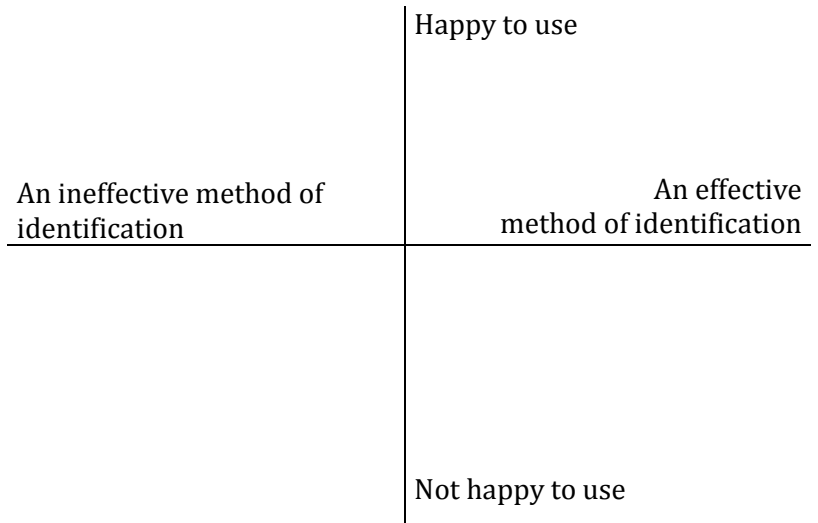 Happy to use
An ineffective method of
identification
An effective
method of identification
Not happy to use